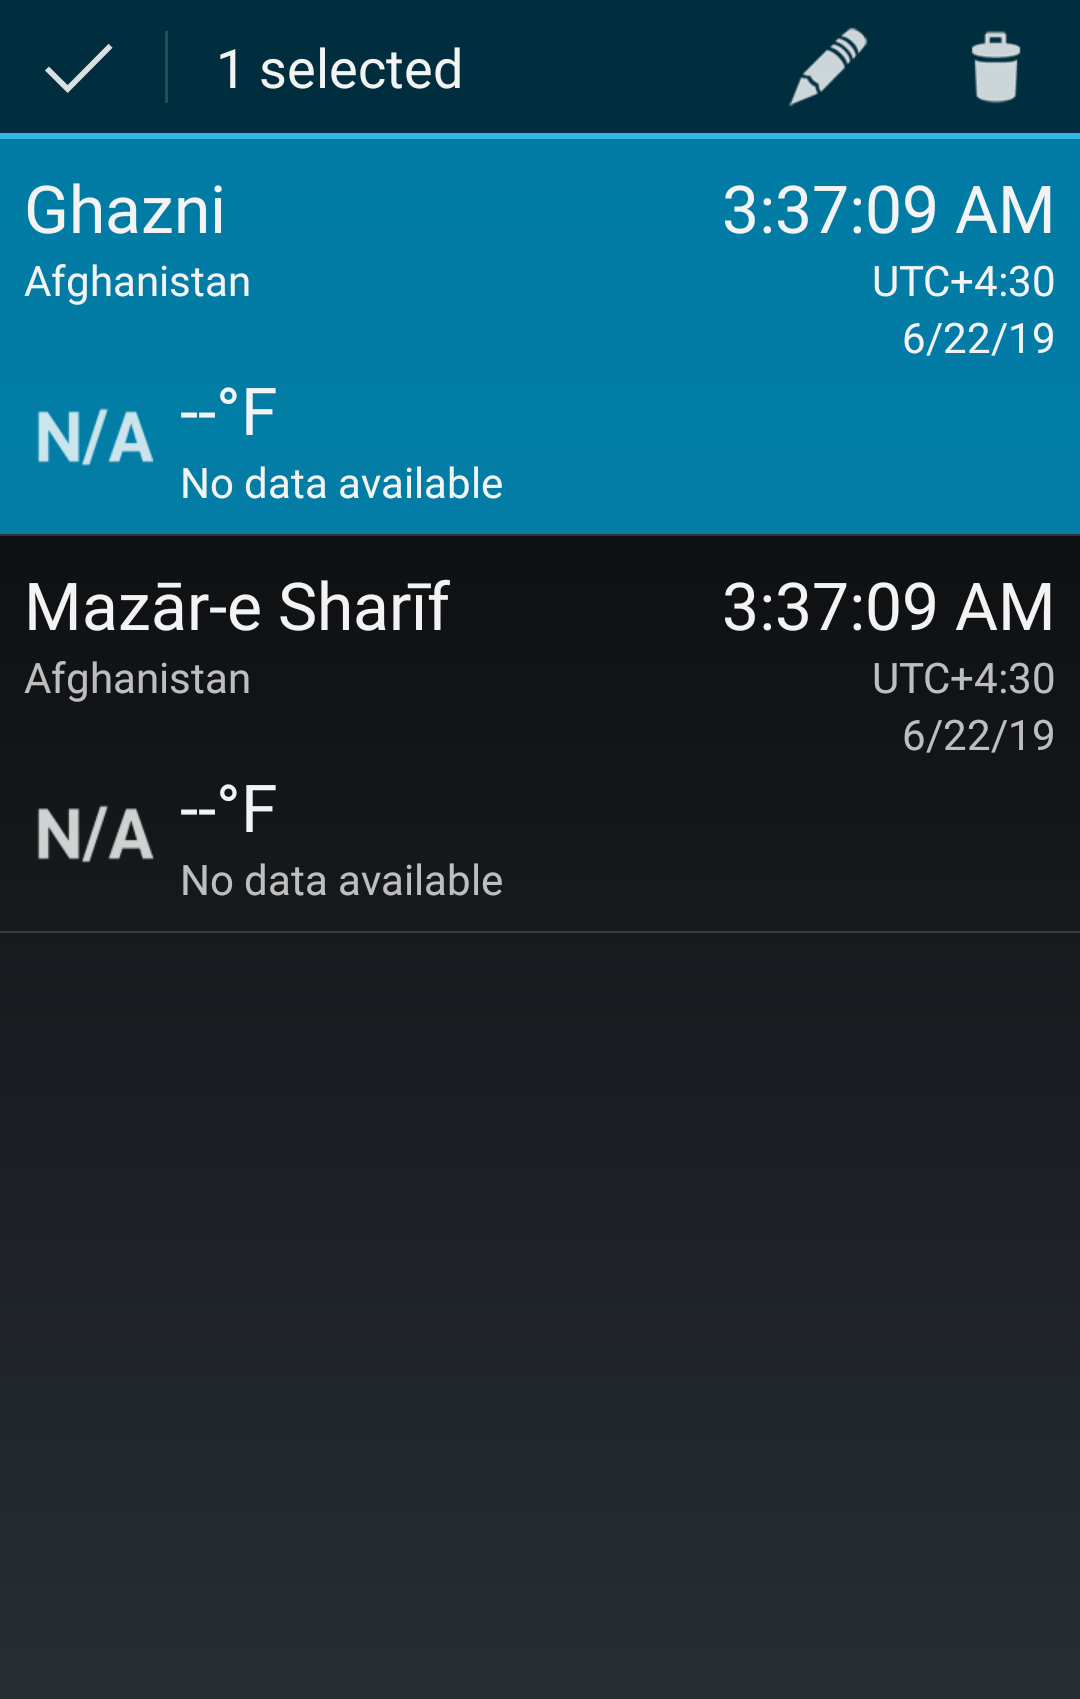 1 selected
Ghazni
3:37:09 AM
Afghanistan
UTC+4:30
6/22/19
N/A
--°F
No data available
Mazār-e Sharīf
3:37:09 AM
Afghanistan
UTC+4:30
6/22/19
N/A
--°F
No data available